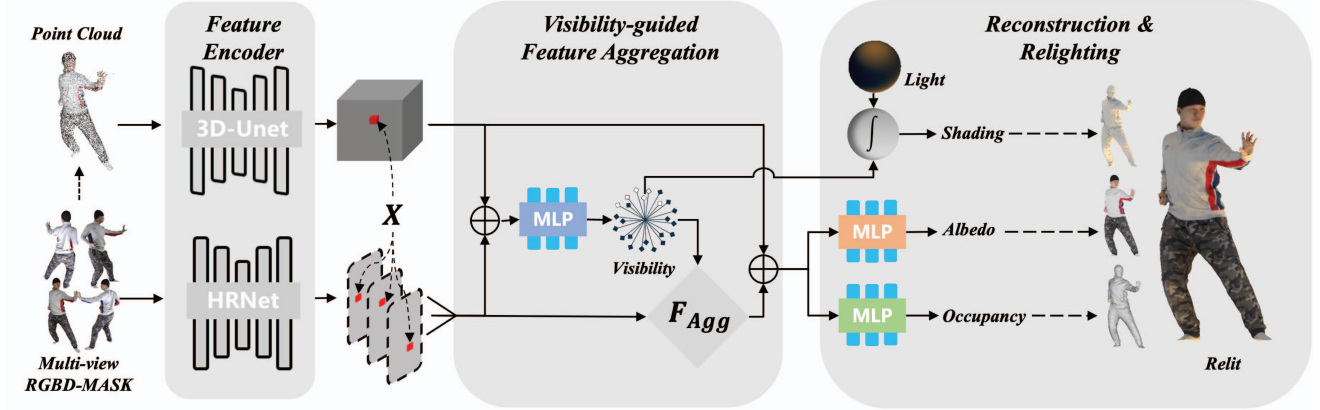 Point Cloud
Feature
Encoder
Visibility-guided
Feature Aggregation
Reconstruction &
Relighting
3D-Unet
Light
∫
Shading
X
MLP
Visibility
MLP
Albedo
HRNet
F_Agg
MLP
Occupancy
Multi-view
RGBD-MASK
Relit